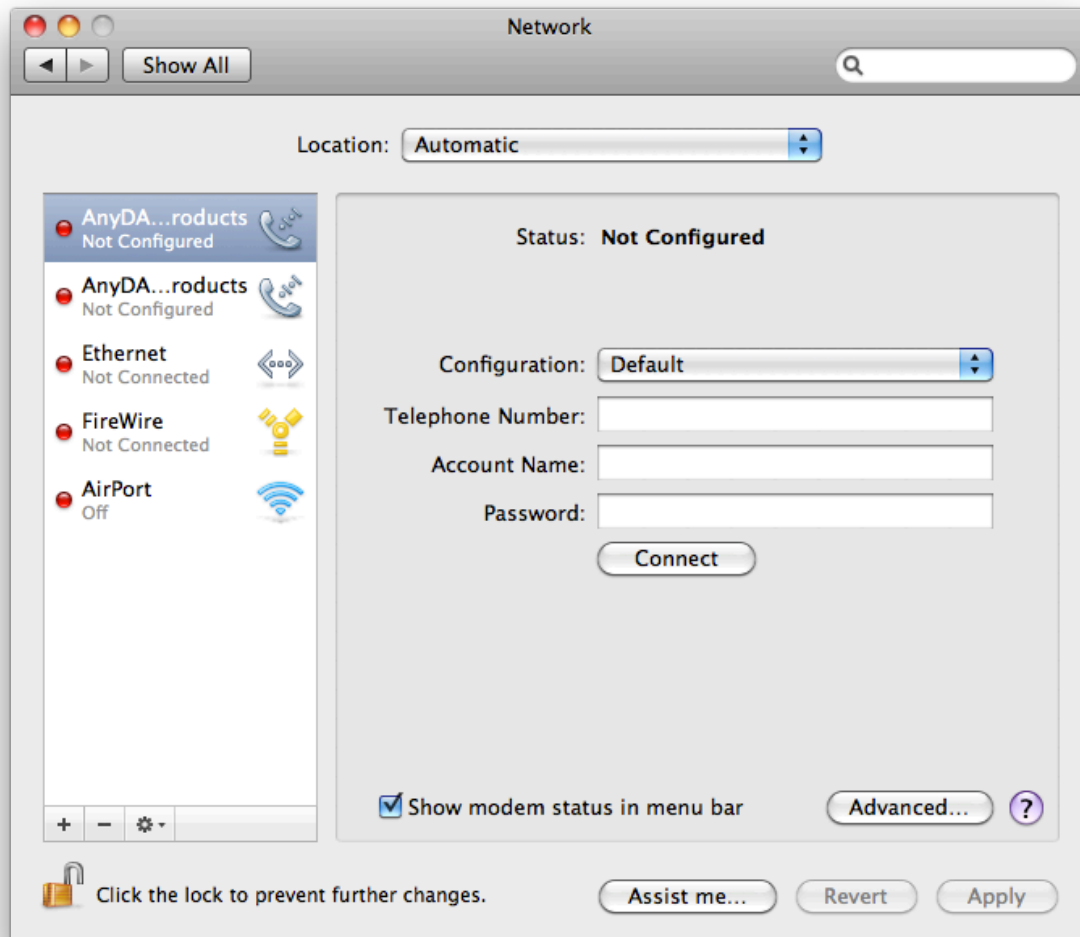 Network
Show All
Location: Automatic
AnyDA...roducts
Not Configured
AnyDA...roducts
Not Configured
Ethernet
Not Connected
FireWire
Not Connected
AirPort
Off
Status: Not Configured
Configuration: Default
Telephone Number:
Account Name:
Password:
Connect
Show modem status in menu bar
Advanced...
?
Click the lock to prevent further changes.
Assist me...
Revert
Apply